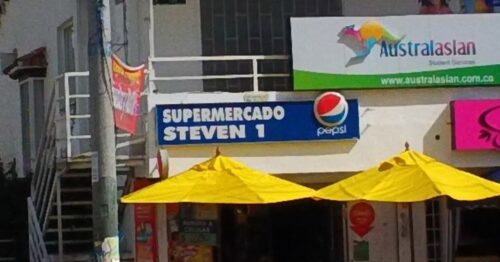 Australasian
Student Services
www.australasian.com.co
SUPERMERCADO
STEVEN 1
pepsi